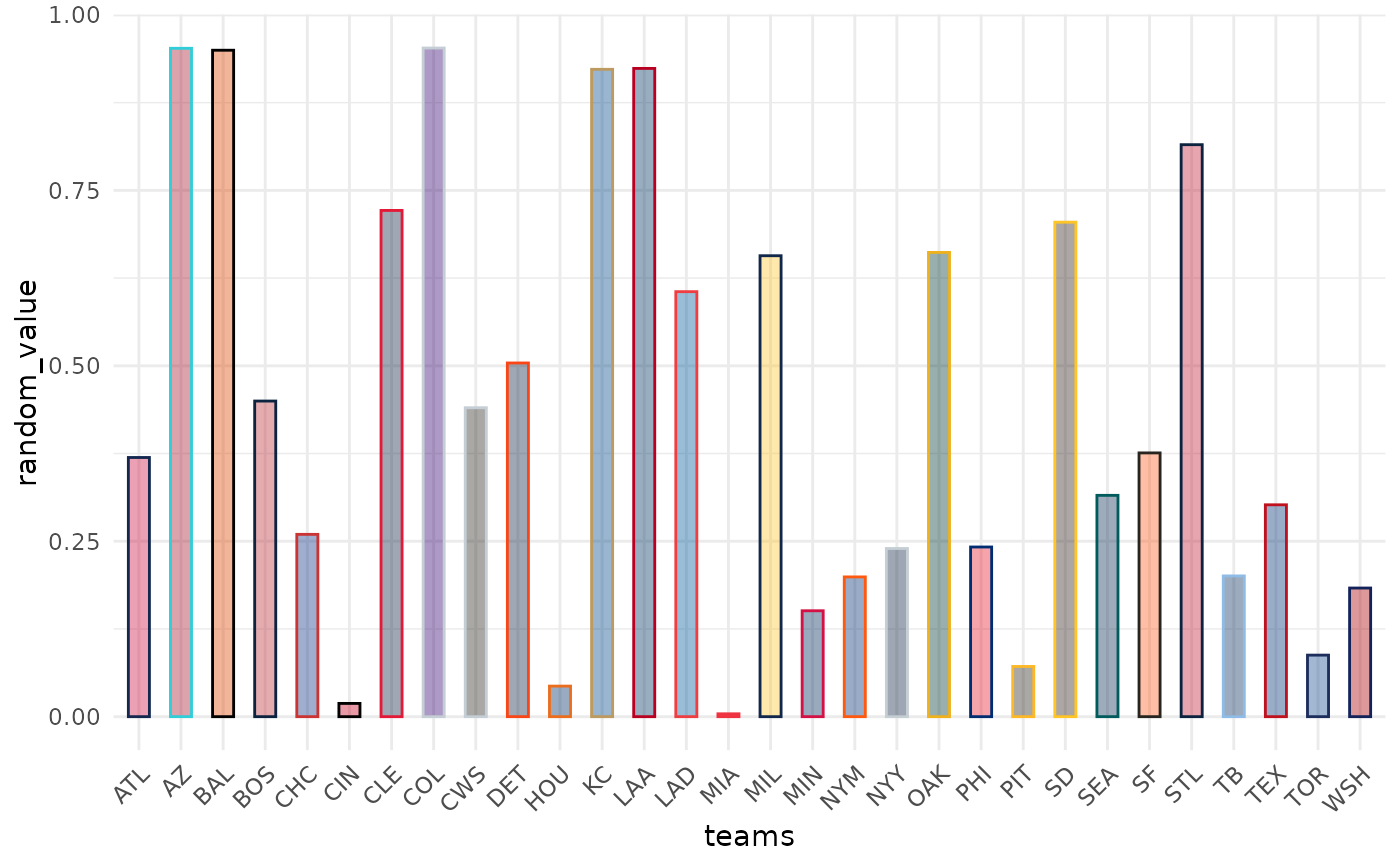 1.00
0.75
0.50
0.25
0.00
random_value
ATL
AZ
BAL
BOS
CHC
CIN
CLE
COL
CWS
DET
HOU
KC
LAA
LAD
MIA
MIL
MIN
NYM
NYY
OAK
PHI
PIT
SD
SEA
SF
STL
TB
TEX
TOR
WSH
teams